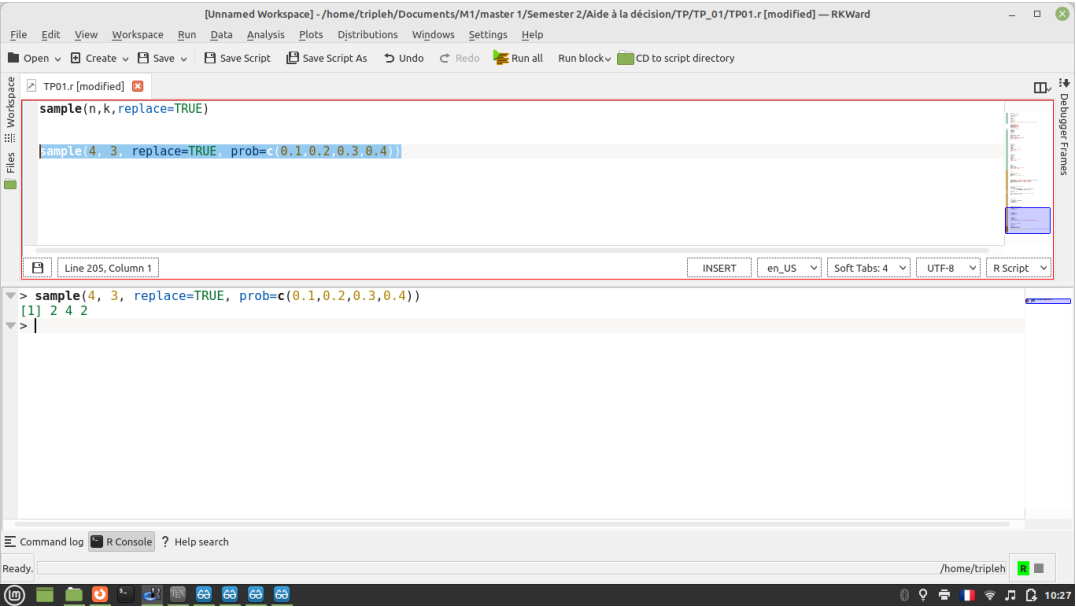 [Unnamed Workspace] - /home/tripleh/Documents/M1/master 1/Semester 2/Aide à la décision/TP/TP_01/TP01.r [modified] — RKWard
File Edit View Workspace Run Data Analysis Plots Distributions Windows Settings Help
Open Create Save Save Script Save Script As Undo Redo Run all Run block CD to script directory
Workspace
Files
TP01.r [modified]
Debugger Frames
sample(n,k,replace=TRUE)
sample(4, 3, replace=TRUE, prob=c(0.1,0.2,0.3,0.4))
Line 205, Column 1 INSERT en_US Soft Tabs: 4 UTF-8 R Script
> sample(4, 3, replace=TRUE, prob=c(0.1,0.2,0.3,0.4))
[1] 2 4 2
>
Command log R Console ? Help search
Ready. /home/tripleh R
10:27